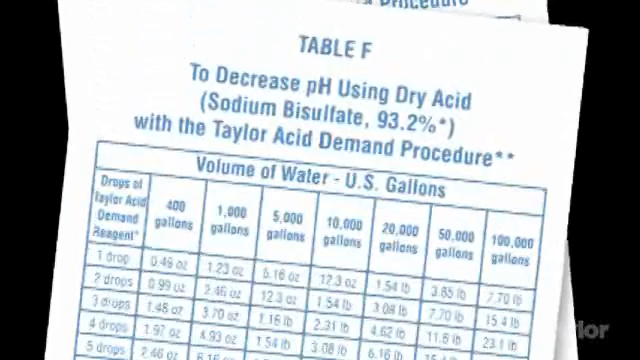 Procedure
TABLE F
To Decrease pH Using Dry Acid
(Sodium Bisulfate, 93.2%*)
with the Taylor Acid Demand Procedure**
Volume of Water - U.S. Gallons
Drops of
Taylor Acid
Demand
Reagent*
400
gallons
1,000
gallons
5,000
gallons
10,000
gallons
20,000
gallons
50,000
gallons
100,000
gallons
1 drop 0.49 oz 1.23 oz 6.16 oz 12.3 oz 1.54 lb 3.85 lb 7.70 lb
2 drops 0.99 oz 2.46 oz 12.3 oz 1.54 lb 3.08 lb 7.70 lb 15.4 lb
3 drops 1.48 oz 3.70 oz 1.16 lb 2.31 lb 4.62 lb 11.6 lb 23.1 lb
4 drops 1.97 oz 4.93 oz 1.54 lb 3.08 lb 6.16 lb
5 drops 2.46 oz